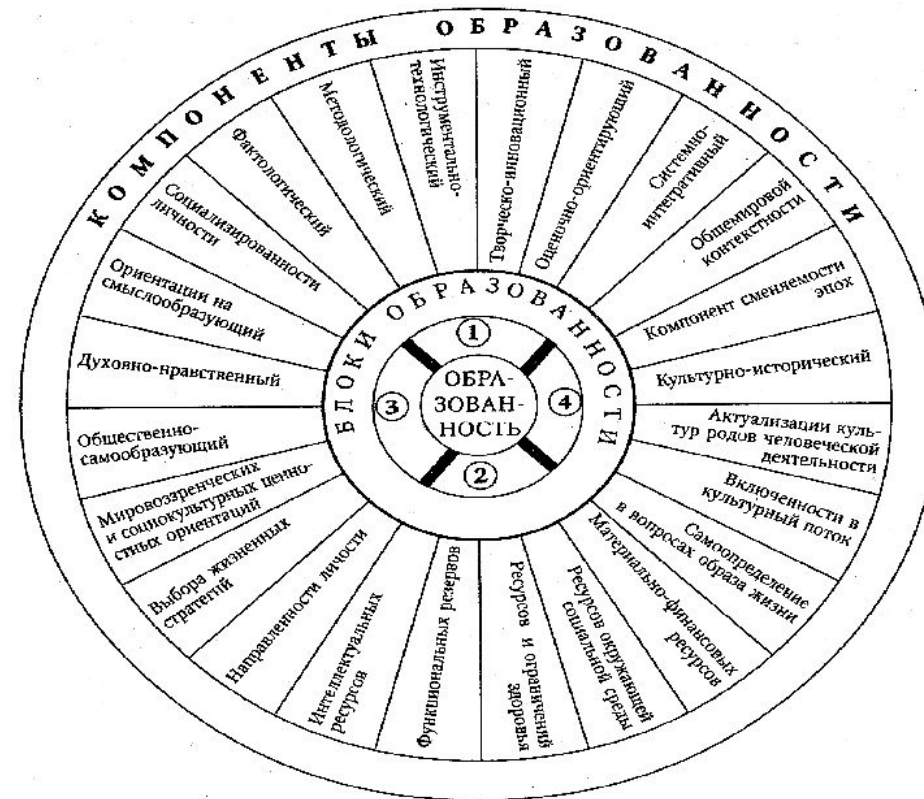 КОМПОНЕНТЫ ОБРАЗОВАННОСТИ
Инструментально-
технологический
Творческо-инновационный
Оценочно-ориентирующий
Системно-
интегративный
Общемировой
контекстности
Компонент сменяемости
эпох
Культурно-исторический
Актуализации куль-
тур родов человеческой
деятельности
Включенности в
культурный поток
Самоопределение
в вопросах образа жизни
Материально-финансовых
ресурсов
Ресурсов окружающей
социальной среды
Ресурсов и ограничений
здоровья
Функциональных резервов
Интеллектуальных
ресурсов
Направленности личости
Выбора жизненных
стратегий
Мировоззренческих
и социокультурных ценно-
стных ориентаций
Общественно-
самообразующий
Духовно-нравственный
Ориентации на
смыслообразующий
Социализированности
личности
Фактологический
Методологический
БЛОКИ ОБРАЗОВАННОСТИ
1
3
ОБРА-
ЗОВАН-
НОСТЬ
4
2